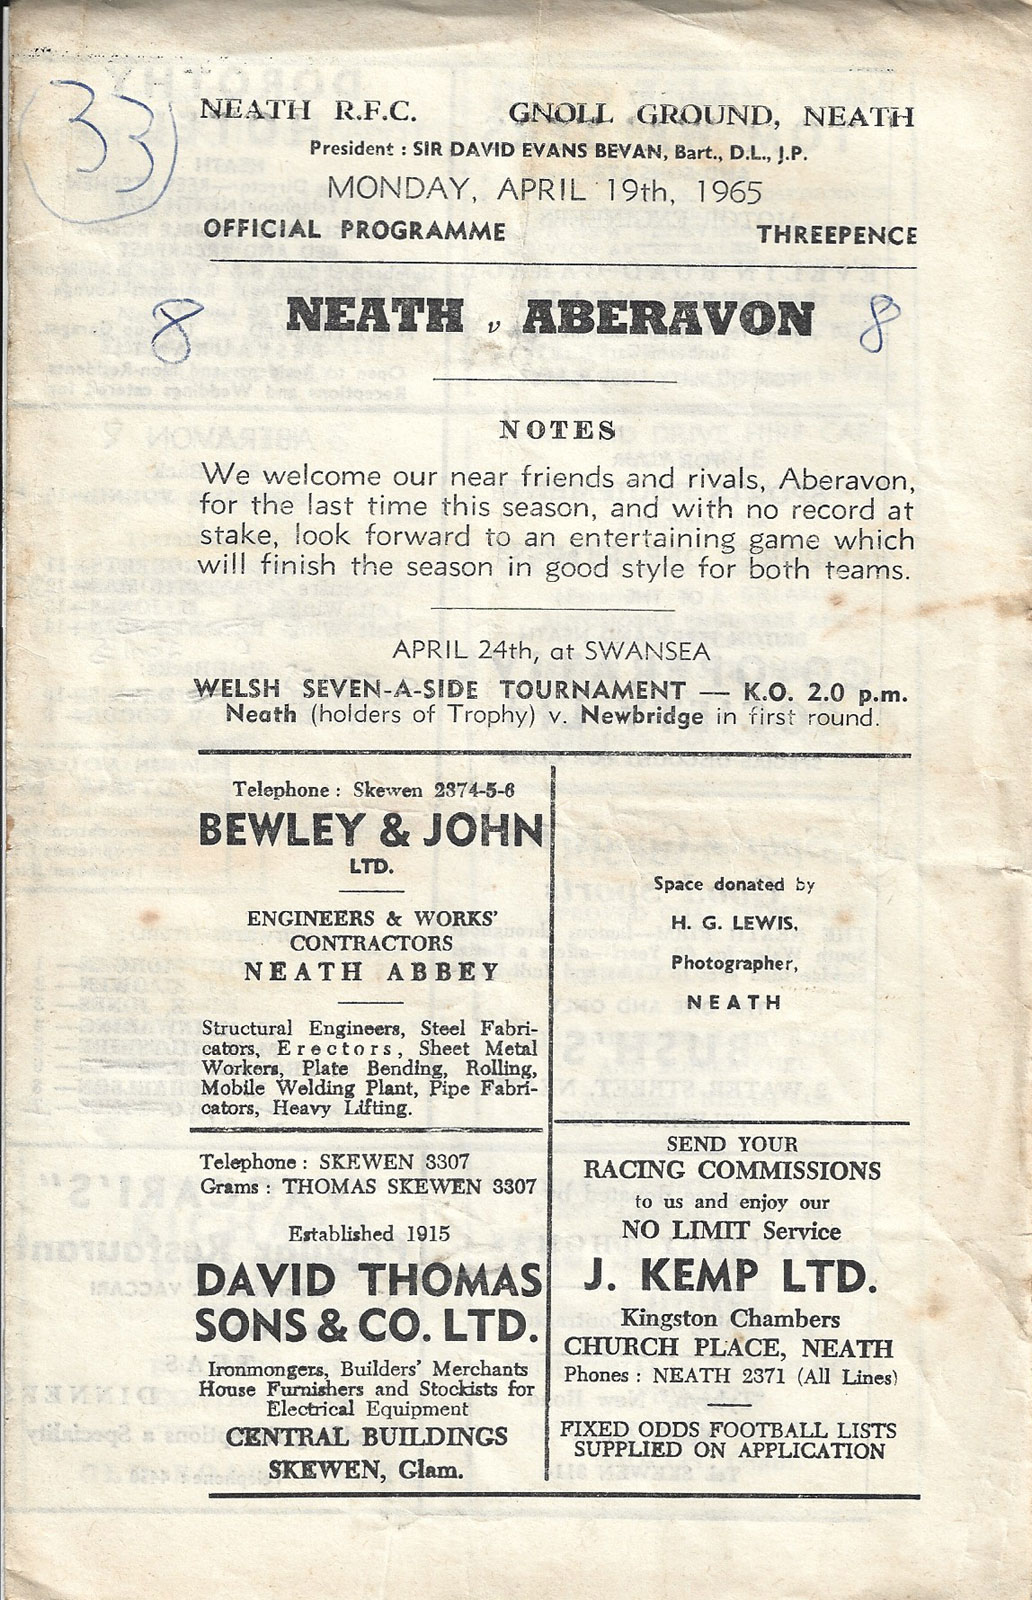 33
NEATH R.F.C. GNOLL GROUND, NEATH
President : SIR DAVID EVANS BEVAN, Bart., D.L., J.P.
MONDAY, APRIL 19th, 1965
OFFICIAL PROGRAMME THREEPENCE
8 NEATH v ABERAVON 8
NOTES
We welcome our near friends and rivals, Aberavon,
for the last time this season, and with no record at
stake, look forward to an entertaining game which
will finish the season in good style for both teams.
APRIL 24th, at SWANSEA
WELSH SEVEN-A-SIDE TOURNAMENT — K.O. 2.0 p.m.
Neath (holders of Trophy) v. Newbridge in first round.
Telephone : Skewen 2374-5-6
BEWLEY & JOHN
LTD.
ENGINEERS & WORKS'
CONTRACTORS
NEATH ABBEY
Structural Engineers, Steel Fabri-
cators, Erectors, Sheet Metal
Workers, Plate Bending, Rolling,
Mobile Welding Plant, Pipe Fabri-
cators, Heavy Lifting.
Space donated by
H. G. LEWIS,
Photographer,
NEATH
Telephone : SKEWEN 3307
Grams : THOMAS SKEWEN 3307
Established 1915
DAVID THOMAS
SONS & CO. LTD.
Ironmongers, Builders' Merchants
House Furnishers and Stockists for
Electrical Equipment
CENTRAL BUILDINGS
SKEWEN, Glam.
SEND YOUR
RACING COMMISSIONS
to us and enjoy our
NO LIMIT Service
J. KEMP LTD.
Kingston Chambers
CHURCH PLACE, NEATH
Phones : NEATH 2371 (All Lines)
FIXED ODDS FOOTBALL LISTS
SUPPLIED ON APPLICATION